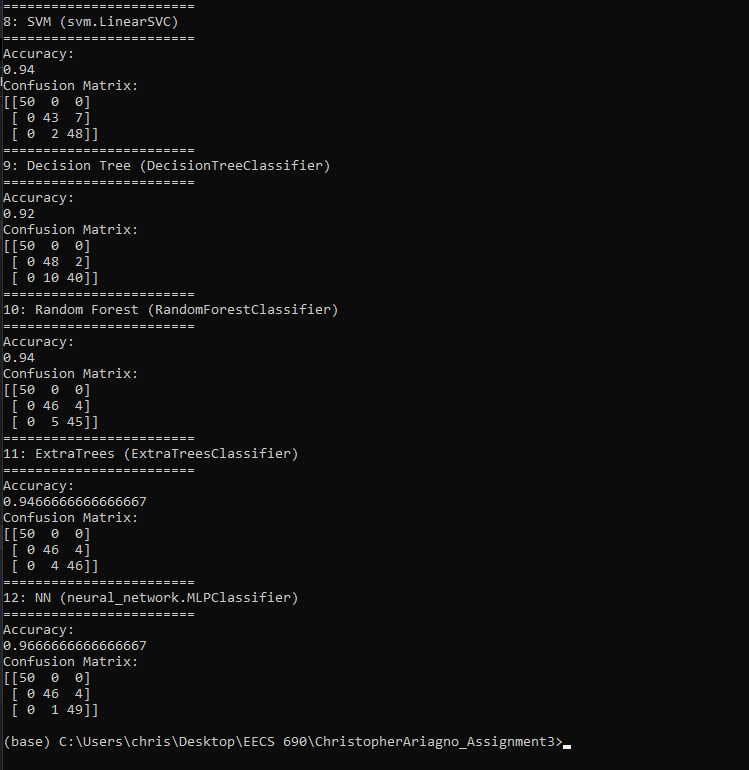 ========================
8: SVM (svm.LinearSVC)
========================
Accuracy:
0.94
Confusion Matrix:
[[50  0  0]
 [ 0 43  7]
 [ 0  2 48]]
========================
9: Decision Tree (DecisionTreeClassifier)
========================
Accuracy:
0.92
Confusion Matrix:
[[50  0  0]
 [ 0 48  2]
 [ 0 10 40]]
========================
10: Random Forest (RandomForestClassifier)
========================
Accuracy:
0.94
Confusion Matrix:
[[50  0  0]
 [ 0 46  4]
 [ 0  5 45]]
========================
11: ExtraTrees (ExtraTreesClassifier)
========================
Accuracy:
0.9466666666666667
Confusion Matrix:
[[50  0  0]
 [ 0 46  4]
 [ 0  4 46]]
========================
12: NN (neural_network.MLPClassifier)
========================
Accuracy:
0.9666666666666667
Confusion Matrix:
[[50  0  0]
 [ 0 46  4]
 [ 0  1 49]]
(base) C:\Users\chris\Desktop\EECS 690\ChristopherAriagno_Assignment3>